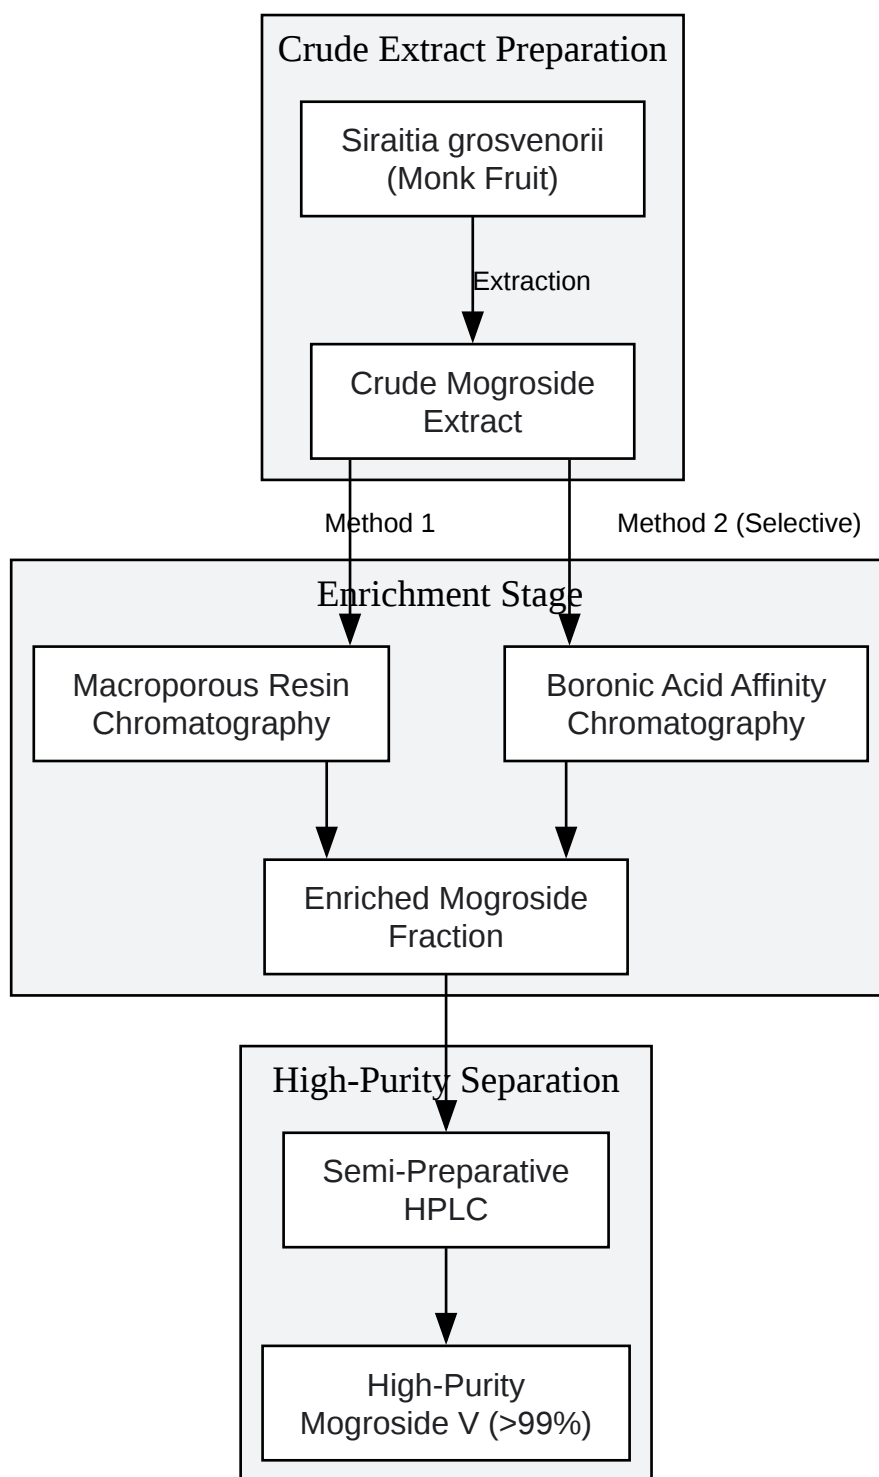 Crude Extract Preparation
Siraitia grosvenorii
(Monk Fruit)
Extraction
Crude Mogroside
Extract
Method 1
Method 2 (Selective)
Enrichment Stage
Macroporous Resin
Chromatography
Boronic Acid Affinity
Chromatography
Enriched Mogroside
Fraction
High-Purity Separation
Semi-Preparative
HPLC
High-Purity
Mogroside V (>99%)